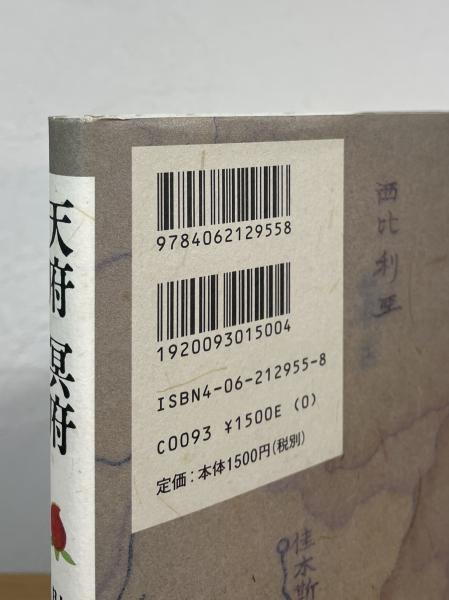 天府 冥府
9784062129558
1920093015004
ISBN4-06-212955-8
C0093 ¥1500E (0)
定価：本体1500円(税別)
西比利亜
佳木斯